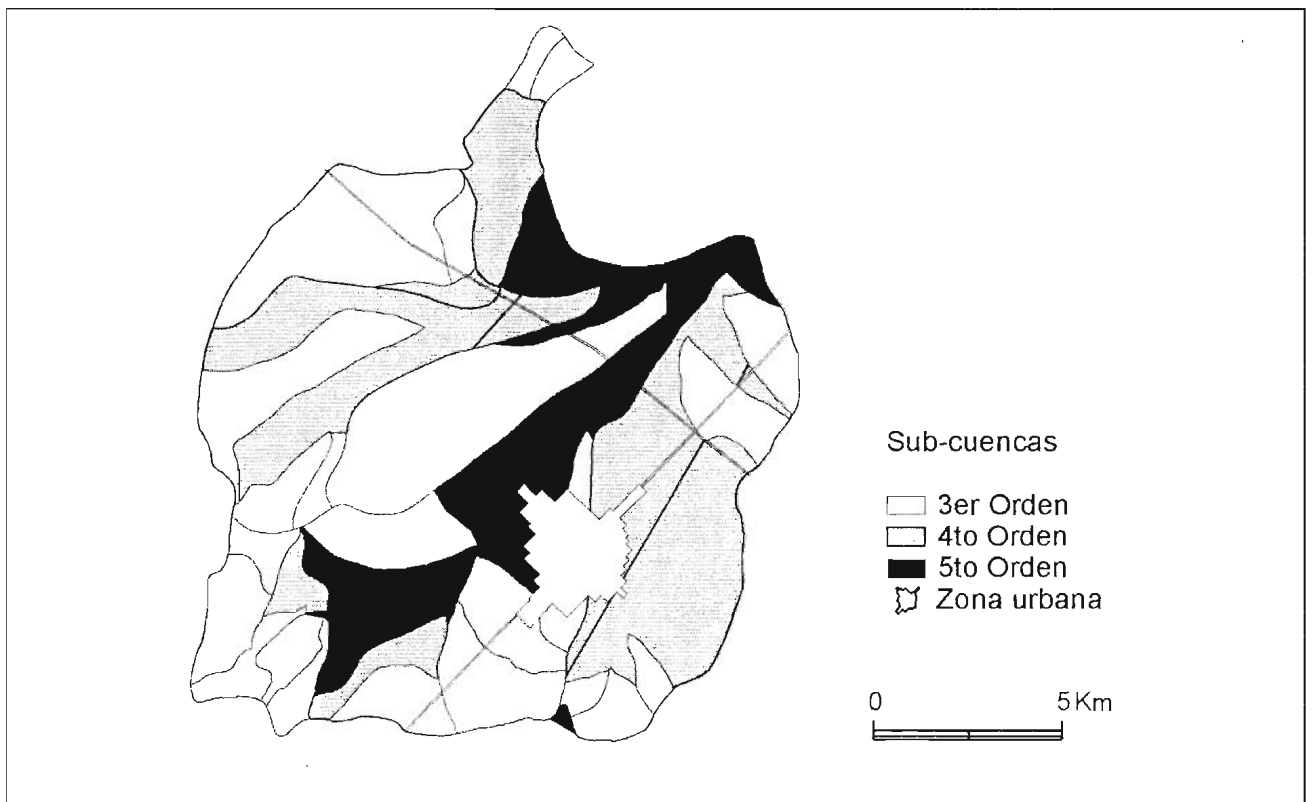 Sub-cuencas
3er Orden
4to Orden
5to Orden
Zona urbana
0 5 Km